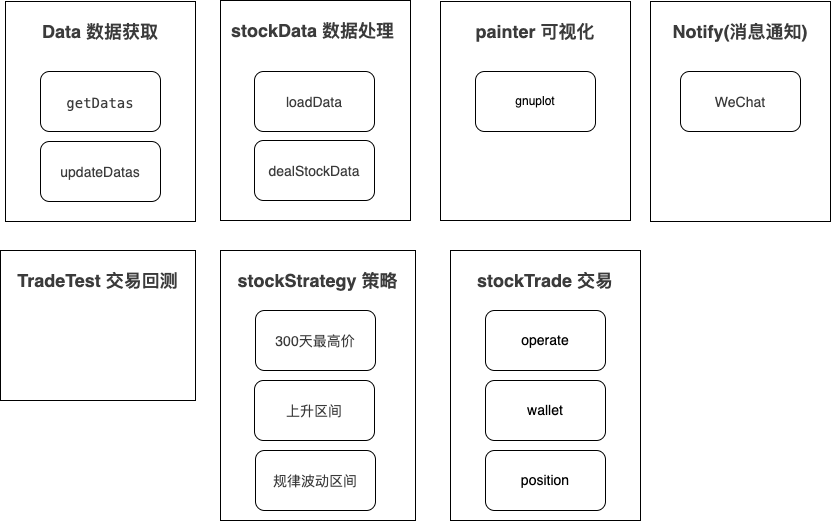 Data 数据获取
getDatas
updateDatas
stockData 数据处理
loadData
dealStockData
painter 可视化
gnuplot
Notify(消息通知)
WeChat
TradeTest 交易回测
stockStrategy 策略
300天最高价
上升区间
规律波动区间
stockTrade 交易
operate
wallet
position